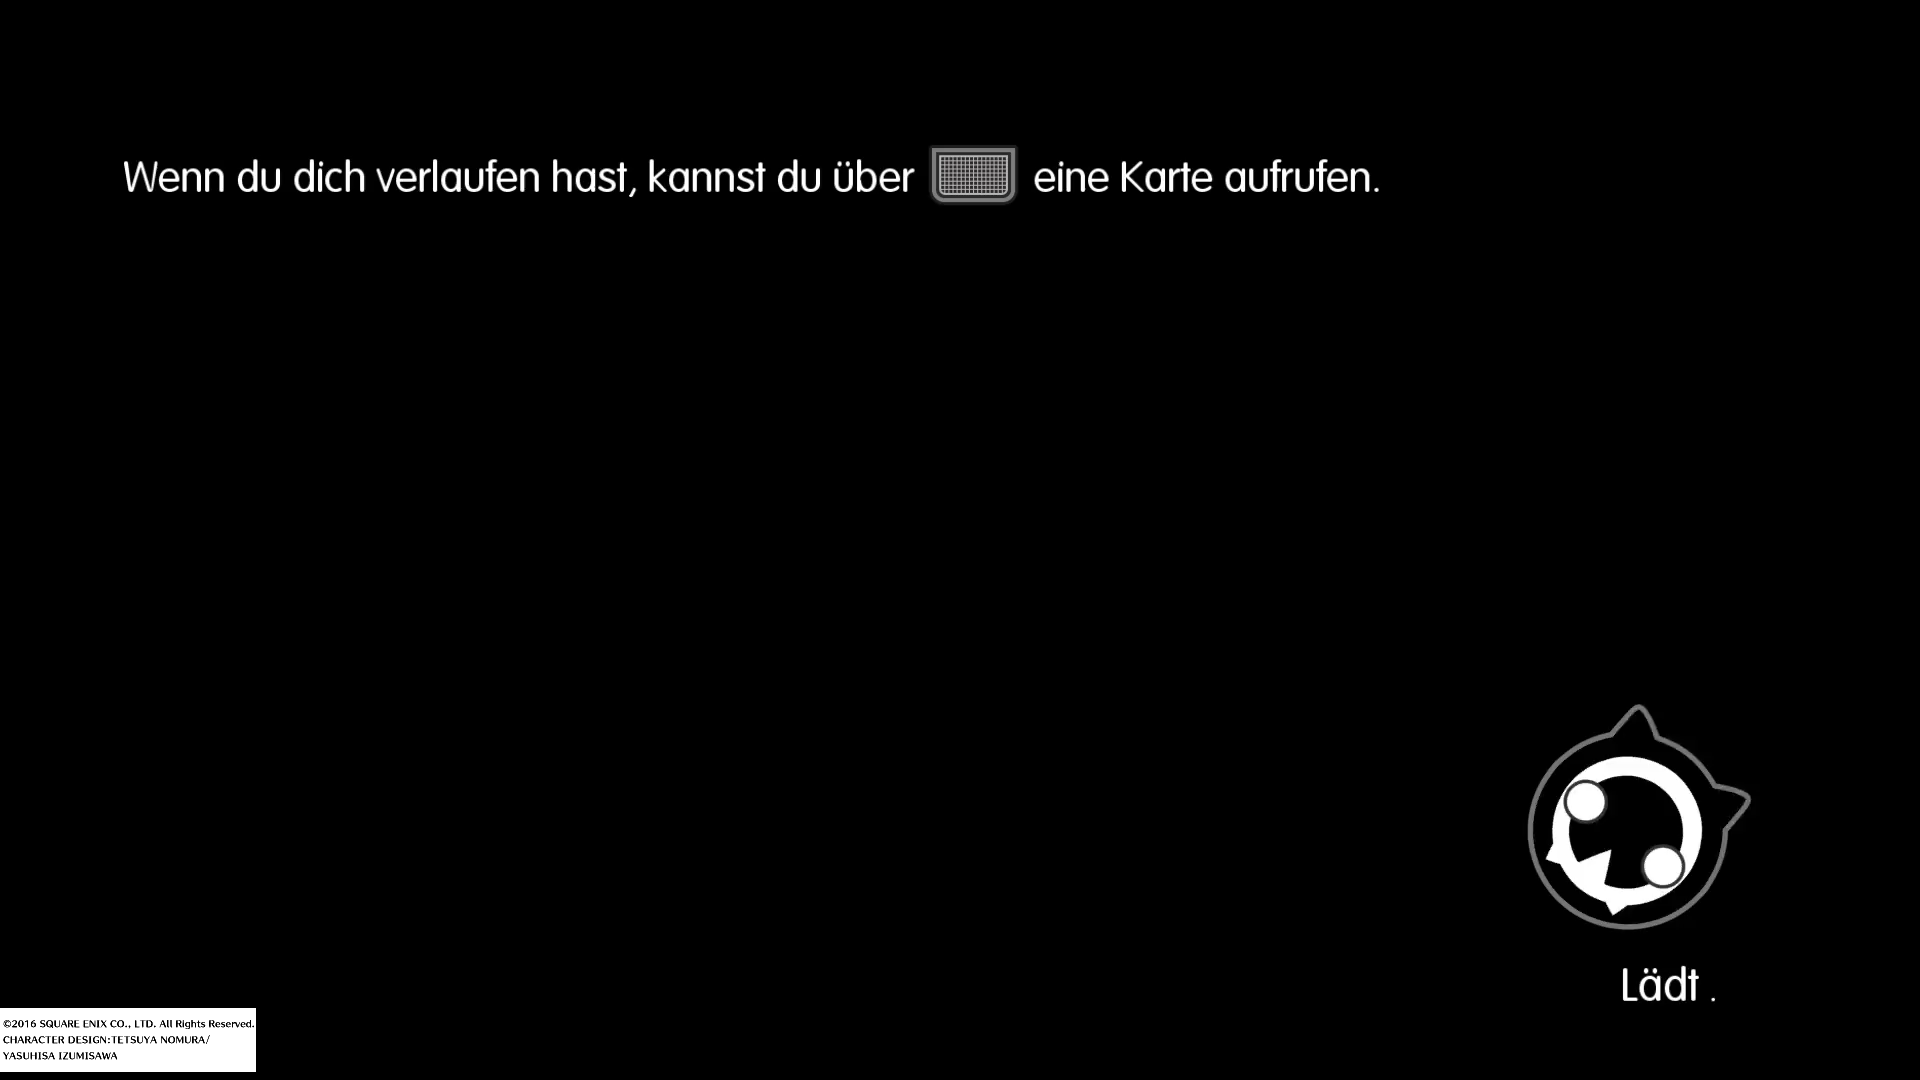 Wenn du dich verlaufen hast, kannst du über eine Karte aufrufen.
Lädt .
©2016 SQUARE ENIX CO., LTD. All Rights Reserved.
CHARACTER DESIGN:TETSUYA NOMURA/
YASUHISA IZUMISAWA